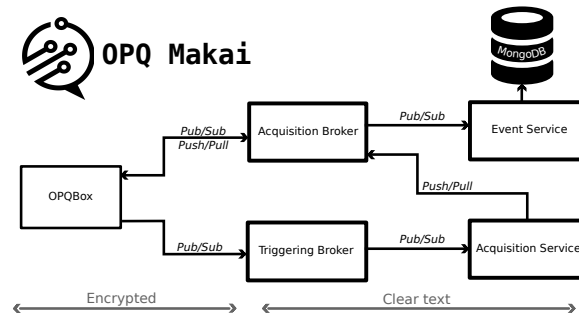 OPQ Makai
MongoDB
Pub/Sub
Push/Pull
Acquisition Broker
Pub/Sub
Event Service
OPQBox
Push/Pull
Pub/Sub
Triggering Broker
Pub/Sub
Acquisition Service
Encrypted
Clear text